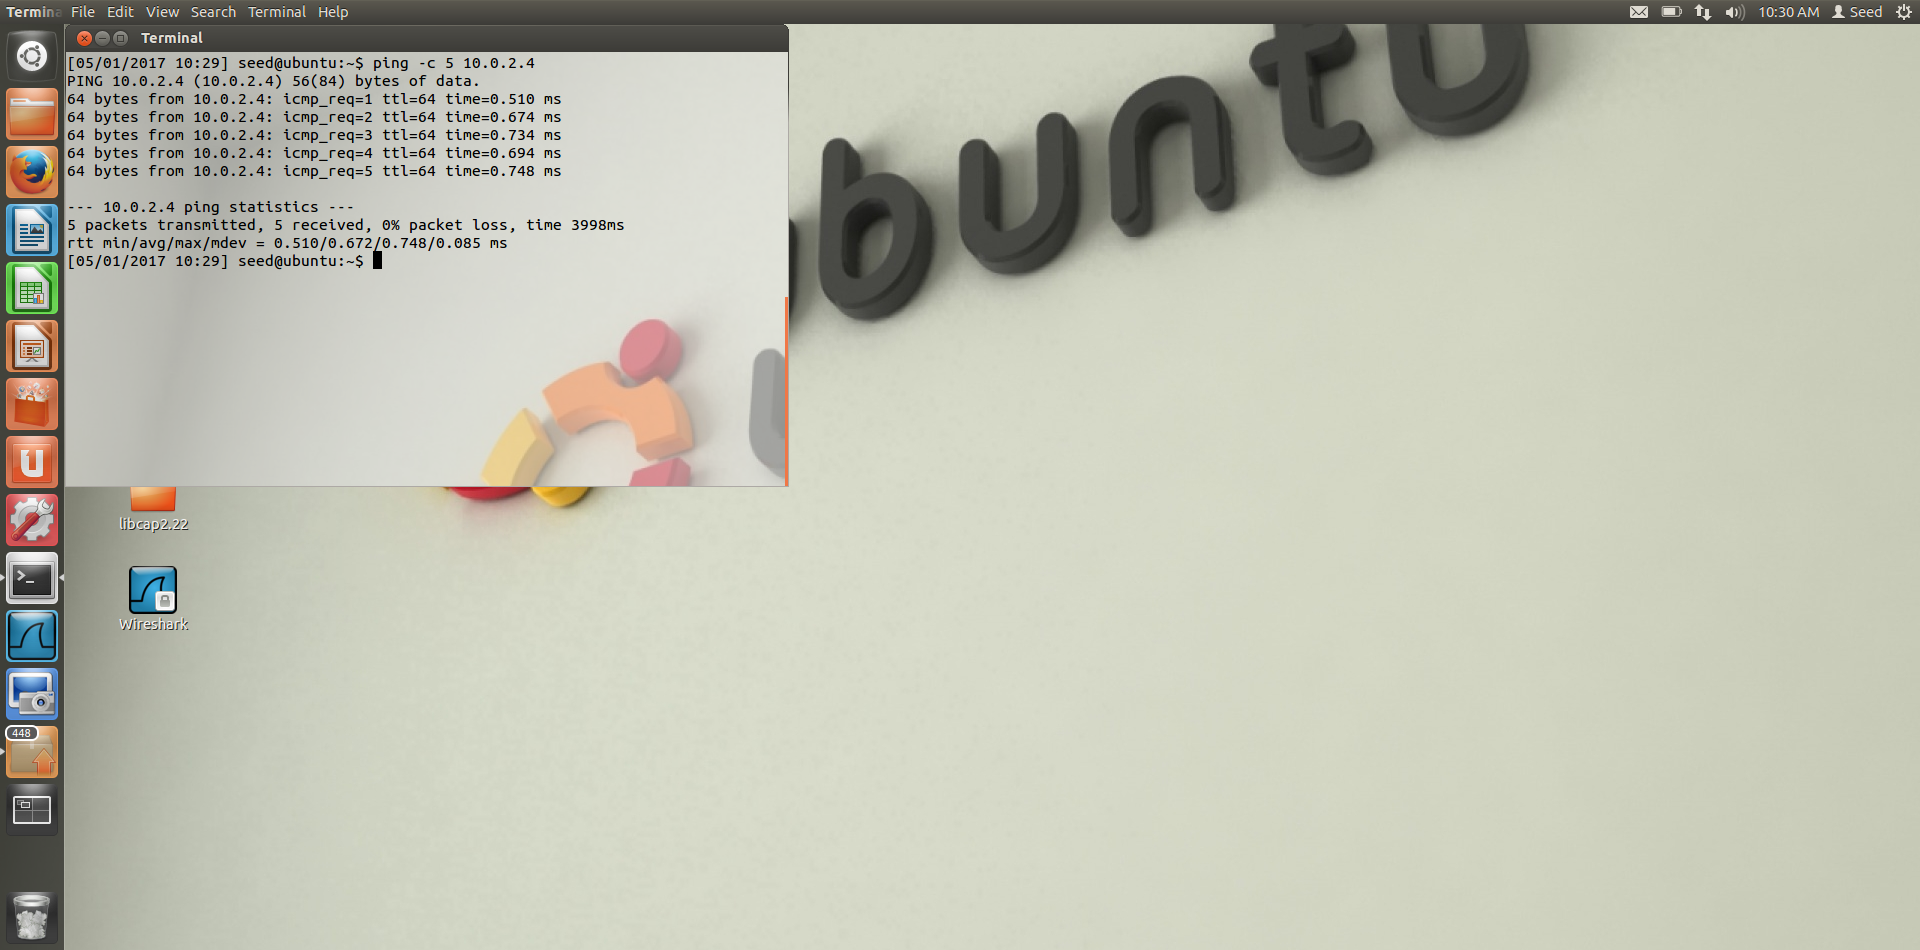 Termina File Edit View Search Terminal Help 10:30 AM Seed
Terminal
[05/01/2017 10:29] seed@ubuntu:~$ ping -c 5 10.0.2.4
PING 10.0.2.4 (10.0.2.4) 56(84) bytes of data.
64 bytes from 10.0.2.4: icmp_req=1 ttl=64 time=0.510 ms
64 bytes from 10.0.2.4: icmp_req=2 ttl=64 time=0.674 ms
64 bytes from 10.0.2.4: icmp_req=3 ttl=64 time=0.734 ms
64 bytes from 10.0.2.4: icmp_req=4 ttl=64 time=0.694 ms
64 bytes from 10.0.2.4: icmp_req=5 ttl=64 time=0.748 ms
--- 10.0.2.4 ping statistics ---
5 packets transmitted, 5 received, 0% packet loss, time 3998ms
rtt min/avg/max/mdev = 0.510/0.672/0.748/0.085 ms
[05/01/2017 10:29] seed@ubuntu:~$
ubuntu
libcap2.22
Wireshark
448